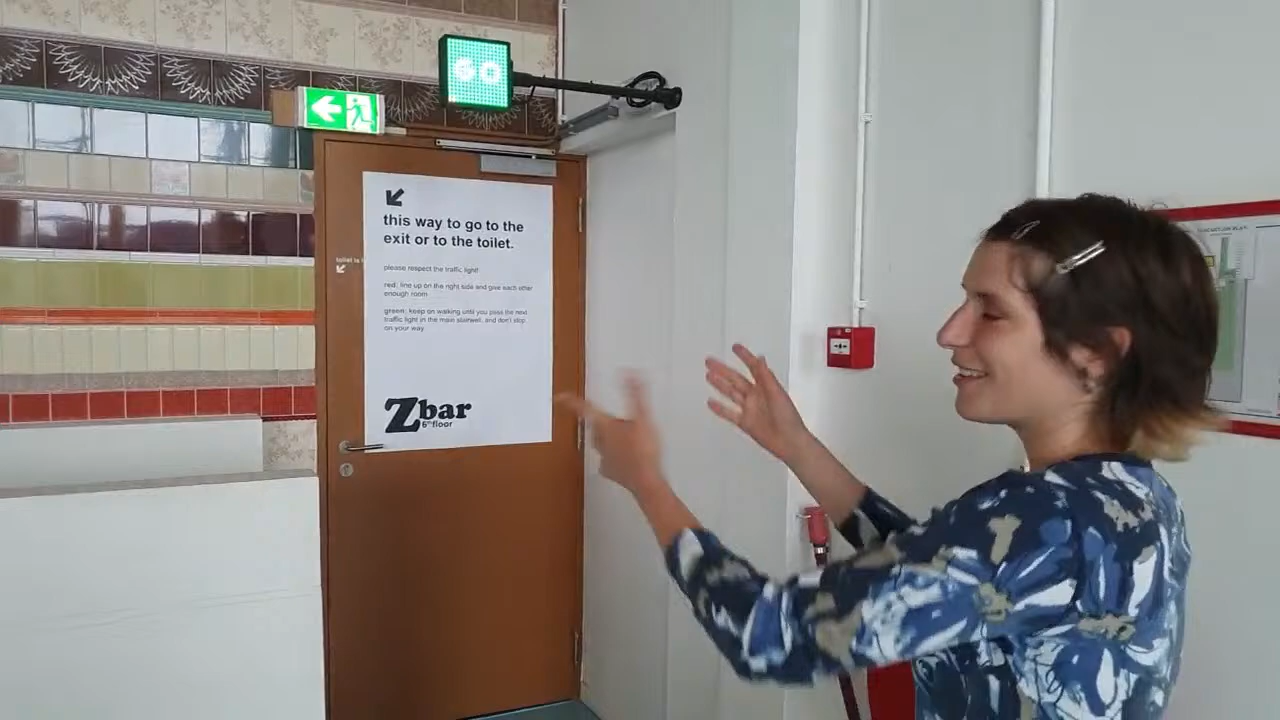 this way to go to the
exit or to the toilet.
toilet is
please respect the traffic light!
red: line up on the right side and give each other
enough room
green: keep on walking until you pass the next
traffic light in the main stairwell, and don't stop
on your way.
Zbar
6th floor